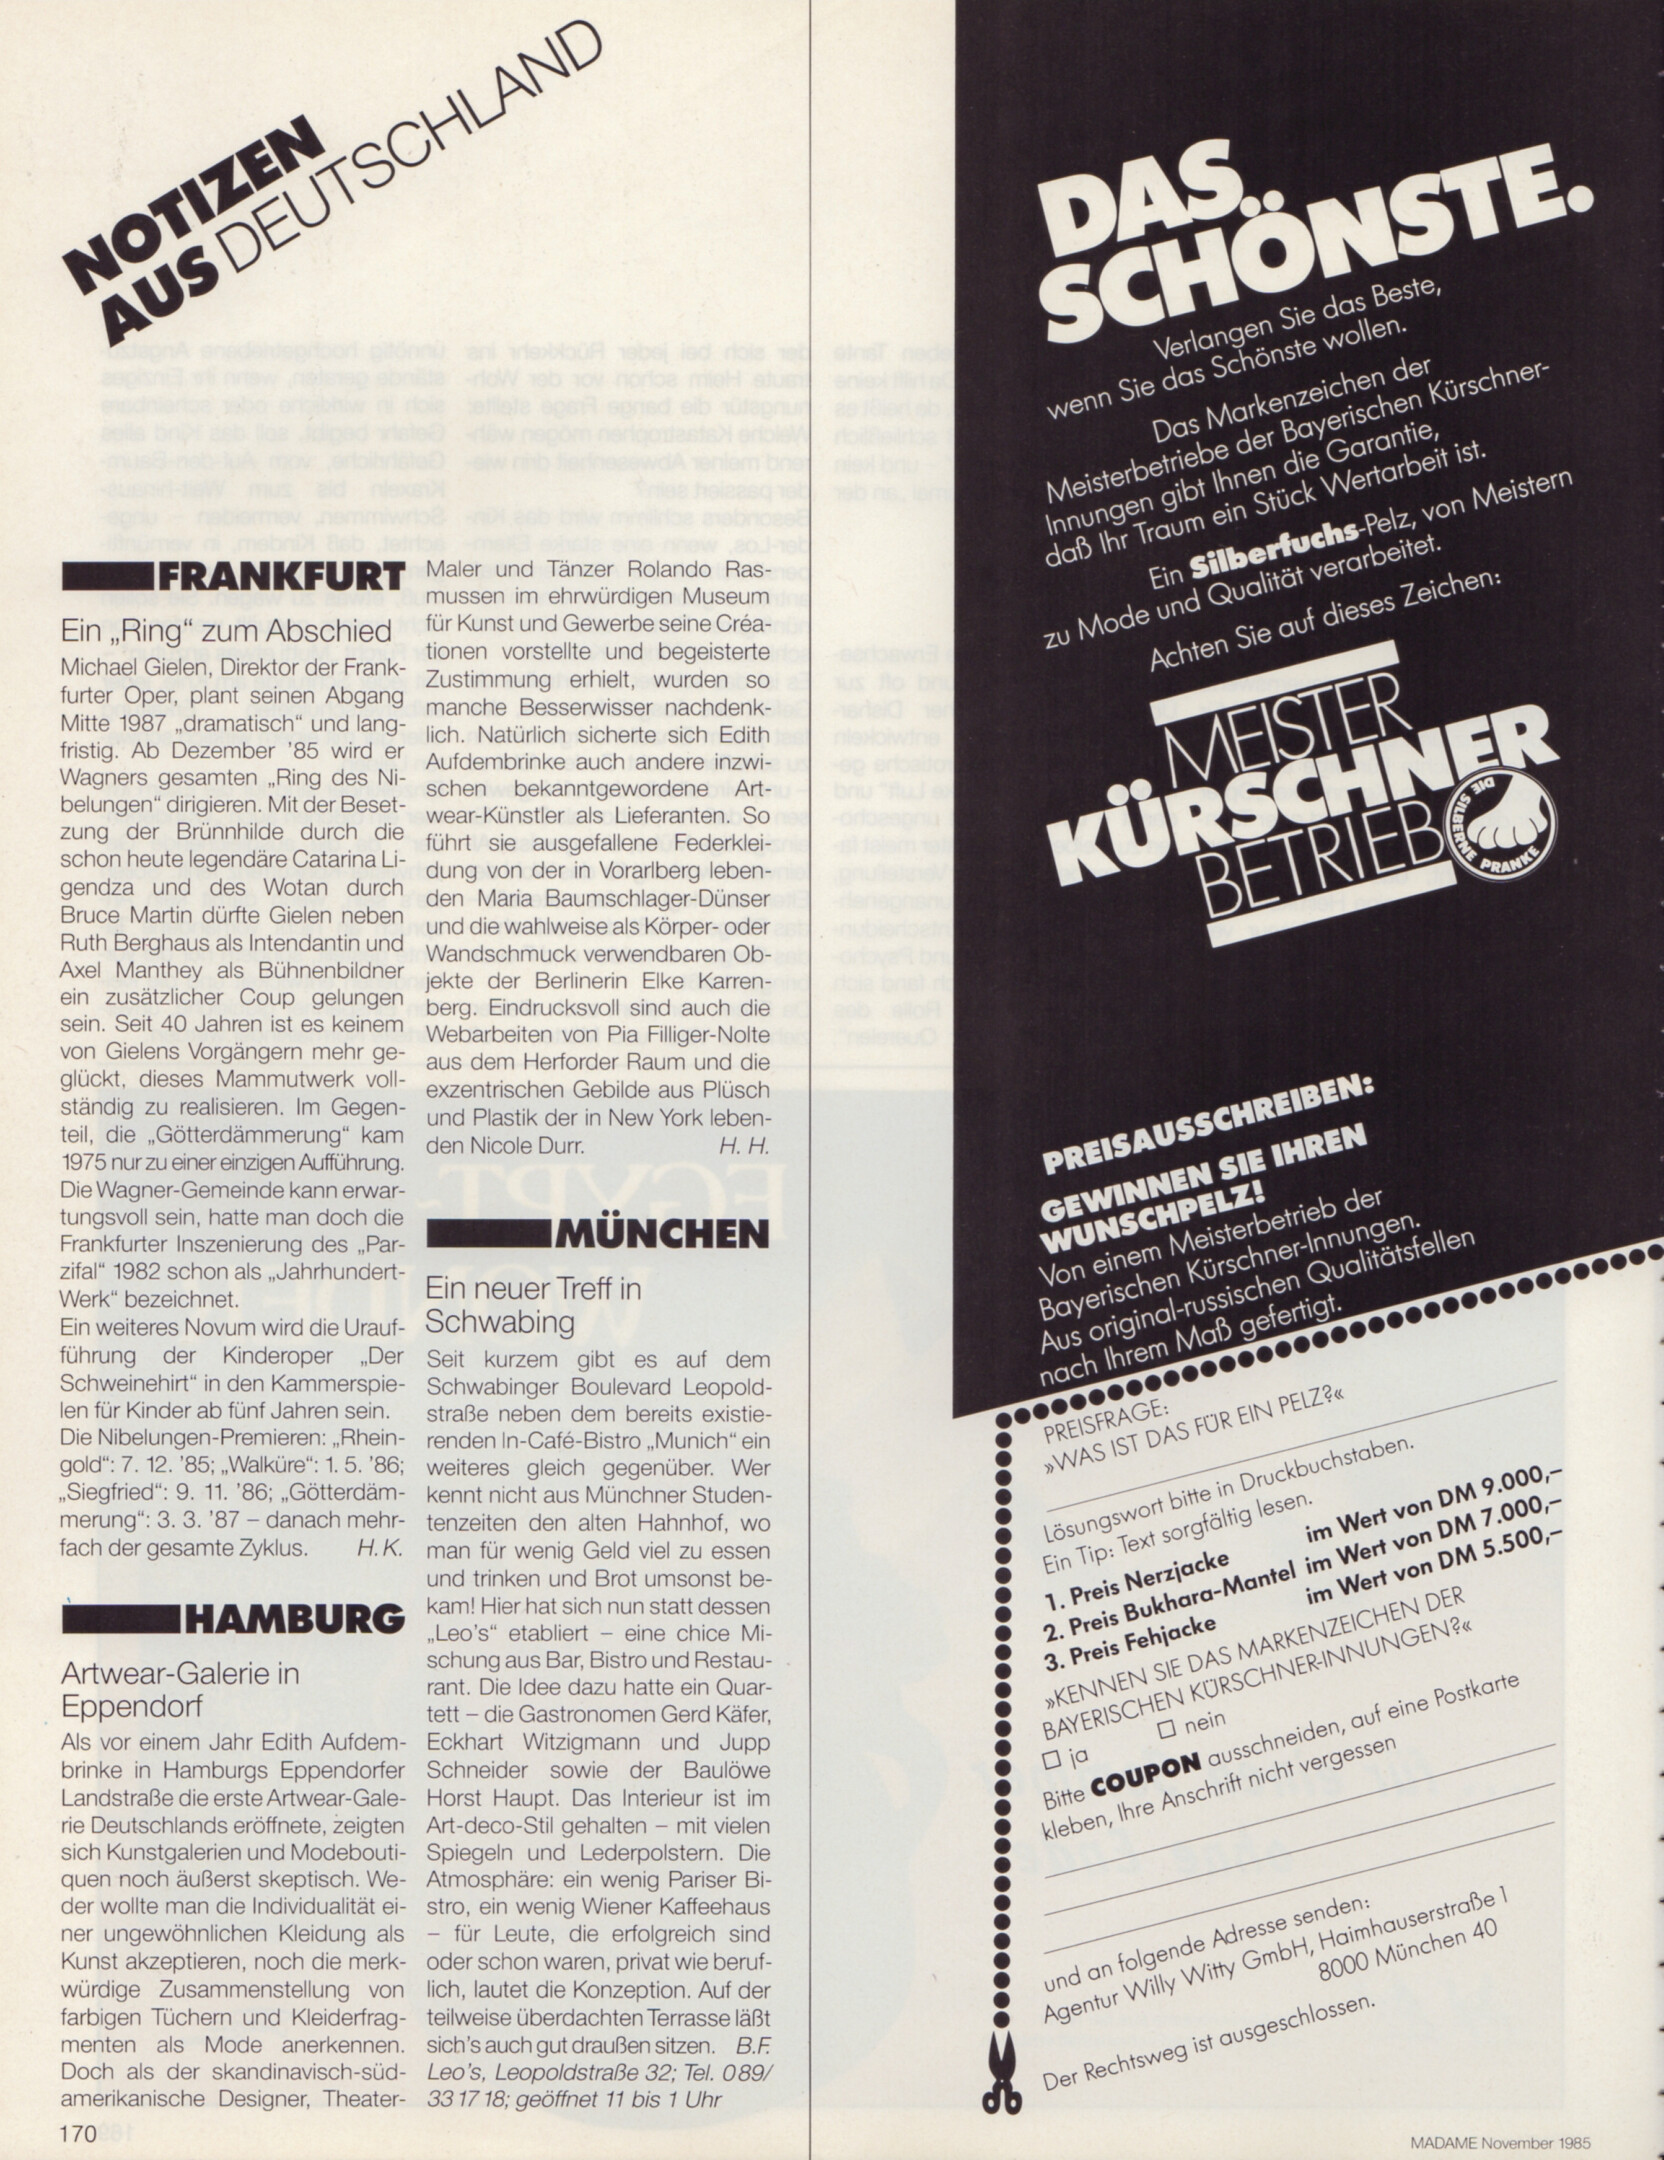 NOTIZEN
AUS DEUTSCHLAND
FRANKFURT
Ein „Ring“ zum Abschied
Michael Gielen, Direktor der Frank-
furter Oper, plant seinen Abgang
Mitte 1987 „dramatisch“ und lang-
fristig. Ab Dezember '85 wird er
Wagners gesamten „Ring des Ni-
belungen“ dirigieren. Mit der Beset-
zung der Brünnhilde durch die
schon heute legendäre Catarina Li-
gendza und des Wotan durch
Bruce Martin dürfte Gielen neben
Ruth Berghaus als Intendantin und
Axel Manthey als Bühnenbildner
ein zusätzlicher Coup gelungen
sein. Seit 40 Jahren ist es keinem
von Gielens Vorgängern mehr ge-
glückt, dieses Mammutwerk voll-
ständig zu realisieren. Im Gegen-
teil, die „Götterdämmerung“ kam
1975 nur zu einer einzigen Aufführung.
Die Wagner-Gemeinde kann erwar-
tungsvoll sein, hatte man doch die
Frankfurter Inszenierung des „Par-
zifal“ 1982 schon als „Jahrhundert-
Werk“ bezeichnet.
Ein weiteres Novum wird die Urauf-
führung der Kinderoper „Der
Schweinehirt“ in den Kammerspie-
len für Kinder ab fünf Jahren sein.
Die Nibelungen-Premieren: „Rhein-
gold“: 7. 12. '85; „Walküre“: 1. 5. '86;
„Siegfried“: 9. 11. '86; „Götterdäm-
merung“: 3. 3. '87 – danach mehr-
fach der gesamte Zyklus. H. K.
HAMBURG
Artwear-Galerie in
Eppendorf
Als vor einem Jahr Edith Aufdem-
brinke in Hamburgs Eppendorfer
Landstraße die erste Artwear-Gale-
rie Deutschlands eröffnete, zeigten
sich Kunstgalerien und Modebouti-
quen noch äußerst skeptisch. We-
der wollte man die Individualität ei-
ner ungewöhnlichen Kleidung als
Kunst akzeptieren, noch die merk-
würdige Zusammenstellung von
farbigen Tüchern und Kleiderfrag-
menten als Mode anerkennen.
Doch als der skandinavisch-süd-
amerikanische Designer, Theater-
Maler und Tänzer Rolando Ras-
mussen im ehrwürdigen Museum
für Kunst und Gewerbe seine Créa-
tionen vorstellte und begeisterte
Zustimmung erhielt, wurden so
manche Besserwisser nachdenk-
lich. Natürlich sicherte sich Edith
Aufdembrinke auch andere inzwi-
schen bekanntgewordene Art-
wear-Künstler als Lieferanten. So
führt sie ausgefallene Federklei-
dung von der in Vorarlberg leben-
den Maria Baumschlager-Dünser
und die wahlweise als Körper- oder
Wandschmuck verwendbaren Ob-
jekte der Berlinerin Elke Karren-
berg. Eindrucksvoll sind auch die
Webarbeiten von Pia Filliger-Nolte
aus dem Herforder Raum und die
exzentrischen Gebilde aus Plüsch
und Plastik der in New York leben-
den Nicole Durr. H. H.
MÜNCHEN
Ein neuer Treff in
Schwabing
Seit kurzem gibt es auf dem
Schwabinger Boulevard Leopold-
straße neben dem bereits existie-
renden In-Café-Bistro „Munich“ ein
weiteres gleich gegenüber. Wer
kennt nicht aus Münchner Studen-
tenzeiten den alten Hahnhof, wo
man für wenig Geld viel zu essen
und trinken und Brot umsonst be-
kam! Hier hat sich nun statt dessen
„Leo's“ etabliert – eine chice Mi-
schung aus Bar, Bistro und Restau-
rant. Die Idee dazu hatte ein Quar-
tett – die Gastronomen Gerd Käfer,
Eckhart Witzigmann und Jupp
Schneider sowie der Baulöwe
Horst Haupt. Das Interieur ist im
Art-deco-Stil gehalten – mit vielen
Spiegeln und Lederpolstern. Die
Atmosphäre: ein wenig Pariser Bi-
stro, ein wenig Wiener Kaffeehaus
– für Leute, die erfolgreich sind
oder schon waren, privat wie beruf-
lich, lautet die Konzeption. Auf der
teilweise überdachten Terrasse läßt
sich's auch gut draußen sitzen. B.F.
Leo's, Leopoldstraße 32; Tel. 089/
33 17 18; geöffnet 11 bis 1 Uhr
170
DAS
SCHÖNSTE.
Verlangen Sie das Beste,
wenn Sie das Schönste wollen.
Das Markenzeichen der
Meisterbetriebe der Bayerischen Kürschner-
Innungen gibt Ihnen die Garantie,
daß Ihr Traum ein Stück Wertarbeit ist.
Ein Silberfuchs-Pelz, von Meistern
zu Mode und Qualität verarbeitet.
Achten Sie auf dieses Zeichen:
MEISTER
KÜRSCHNER
BETRIEB
DIE SILBERNE PRANKE
PREISAUSSCHREIBEN:
GEWINNEN SIE IHREN
WUNSCHPELZ!
Von einem Meisterbetrieb der
Bayerischen Kürschner-Innungen.
Aus original-russischen Qualitätsfellen
nach Ihrem Maß gefertigt.
PREISFRAGE:
»WAS IST DAS FÜR EIN PELZ?«
Lösungswort bitte in Druckbuchstaben.
Ein Tip: Text sorgfältig lesen.
1. Preis Nerzjacke im Wert von DM 9.000,–
2. Preis Bukhara-Mantel im Wert von DM 7.000,–
3. Preis Fehjacke im Wert von DM 5.500,–
»KENNEN SIE DAS MARKENZEICHEN DER
BAYERISCHEN KÜRSCHNER-INNUNGEN?«
☐ ja ☐ nein
Bitte COUPON ausschneiden, auf eine Postkarte
kleben, Ihre Anschrift nicht vergessen
und an folgende Adresse senden:
Agentur Willy Witty GmbH, Haimhauserstraße 1
8000 München 40
Der Rechtsweg ist ausgeschlossen.
MADAME November 1985